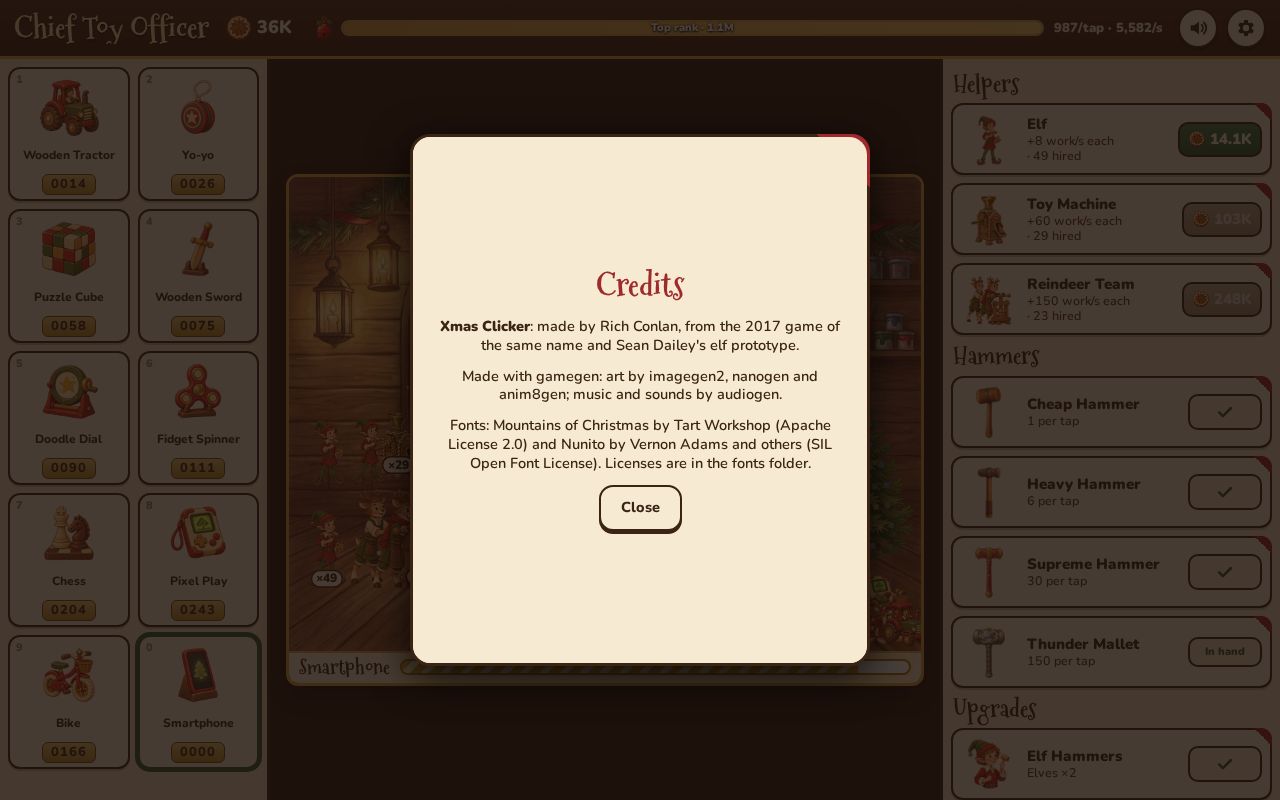 Chief Toy Officer
36K
Top rank · 1.1M
987/tap · 5,582/s
1
Wooden Tractor
0014
2
Yo-yo
0026
3
Puzzle Cube
0058
4
Wooden Sword
0075
5
Doodle Dial
0090
6
Fidget Spinner
0111
7
Chess
0204
8
Pixel Play
0243
9
Bike
0166
0
Smartphone
0000
×29
×49
Smartphone
Credits
Xmas Clicker: made by Rich Conlan, from the 2017 game of
the same name and Sean Dailey's elf prototype.
Made with gamegen: art by imagegen2, nanogen and
anim8gen; music and sounds by audiogen.
Fonts: Mountains of Christmas by Tart Workshop (Apache
License 2.0) and Nunito by Vernon Adams and others (SIL
Open Font License). Licenses are in the fonts folder.
Close
Helpers
Elf
+8 work/s each
· 49 hired
14.1K
Toy Machine
+60 work/s each
· 29 hired
103K
Reindeer Team
+150 work/s each
· 23 hired
248K
Hammers
Cheap Hammer
1 per tap
Heavy Hammer
6 per tap
Supreme Hammer
30 per tap
Thunder Mallet
150 per tap
In hand
Upgrades
Elf Hammers
Elves ×2